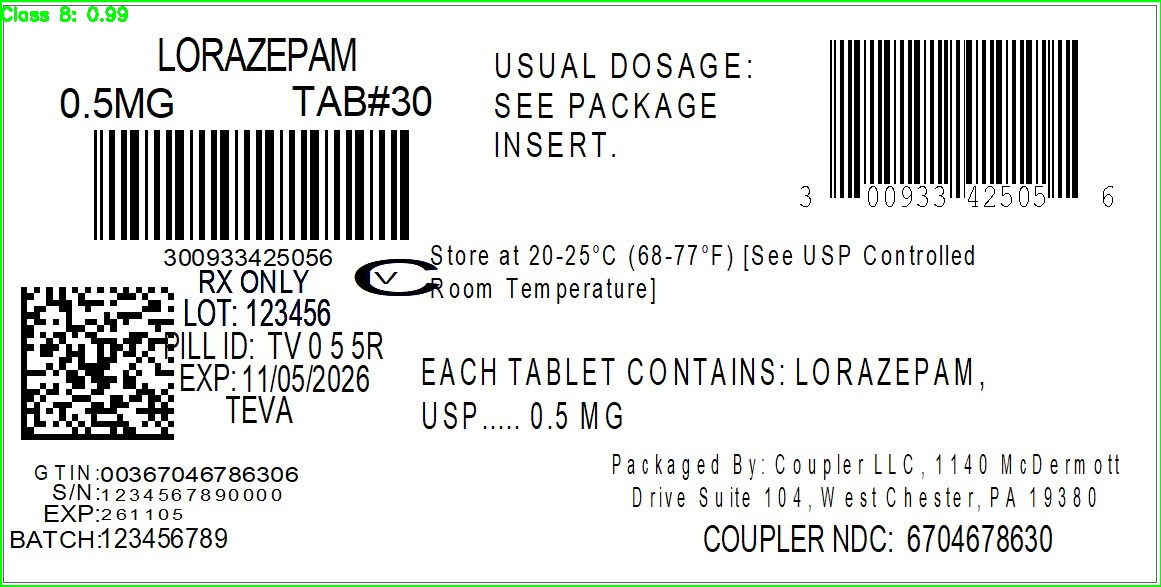 Class 8: 0.99
LORAZEPAM
0.5MG TAB#30
300933425056
RX ONLY
LOT: 123456
PILL ID: TV 0 5 5R
EXP: 11/05/2026
TEVA
GTIN:00367046786306
S/N:1234567890000
EXP:261105
BATCH:123456789
USUAL DOSAGE:
SEE PACKAGE
INSERT.
3 00933 42505 6
CV
Store at 20-25°C (68-77°F) [See USP Controlled
Room Temperature]
EACH TABLET CONTAINS: LORAZEPAM,
USP..... 0.5 MG
Packaged By: Coupler LLC, 1140 McDermott
Drive Suite 104, West Chester, PA 19380
COUPLER NDC: 6704678630